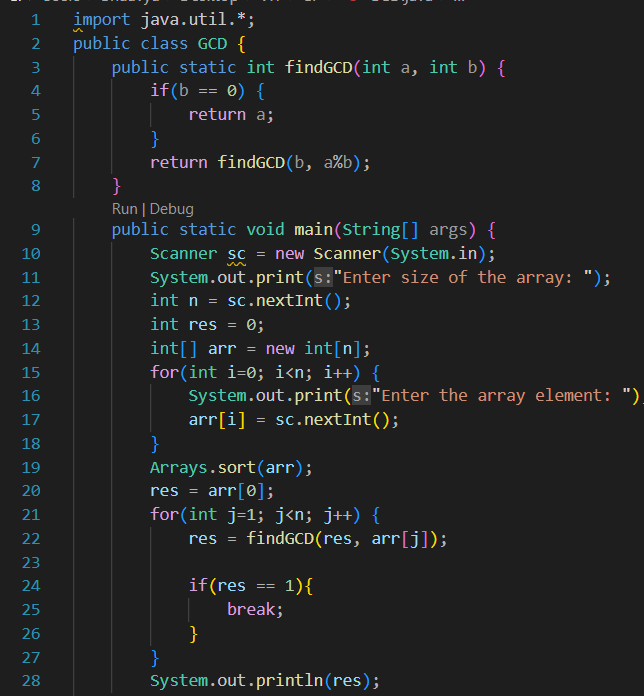 1 import java.util.*;
2 public class GCD {
3 public static int findGCD(int a, int b) {
4 if(b == 0) {
5 return a;
6 }
7 return findGCD(b, a%b);
8 }
Run | Debug
9 public static void main(String[] args) {
10 Scanner sc = new Scanner(System.in);
11 System.out.print(s:"Enter size of the array: ");
12 int n = sc.nextInt();
13 int res = 0;
14 int[] arr = new int[n];
15 for(int i=0; i<n; i++) {
16 System.out.print(s:"Enter the array element: ")
17 arr[i] = sc.nextInt();
18 }
19 Arrays.sort(arr);
20 res = arr[0];
21 for(int j=1; j<n; j++) {
22 res = findGCD(res, arr[j]);
23
24 if(res == 1){
25 break;
26 }
27 }
28 System.out.println(res);